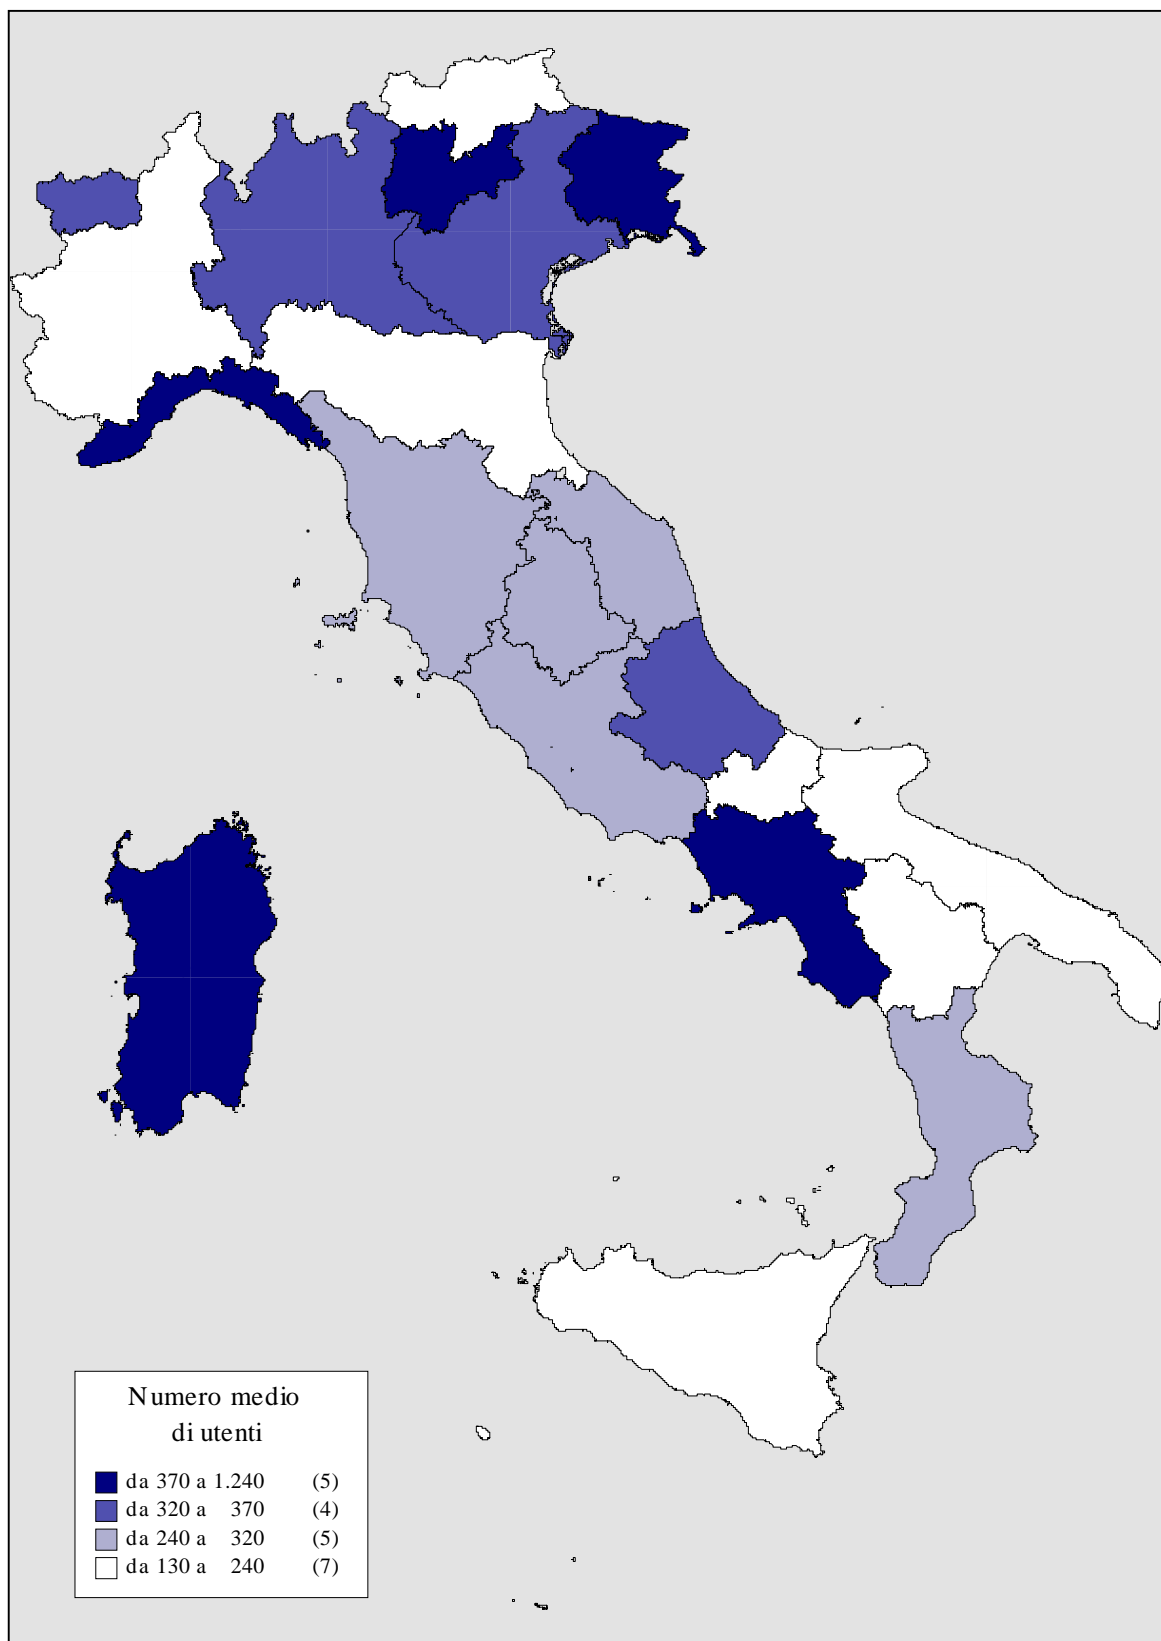 Numero medio
di utenti
da 370 a 1.240 (5)
da 320 a 370 (4)
da 240 a 320 (5)
da 130 a 240 (7)